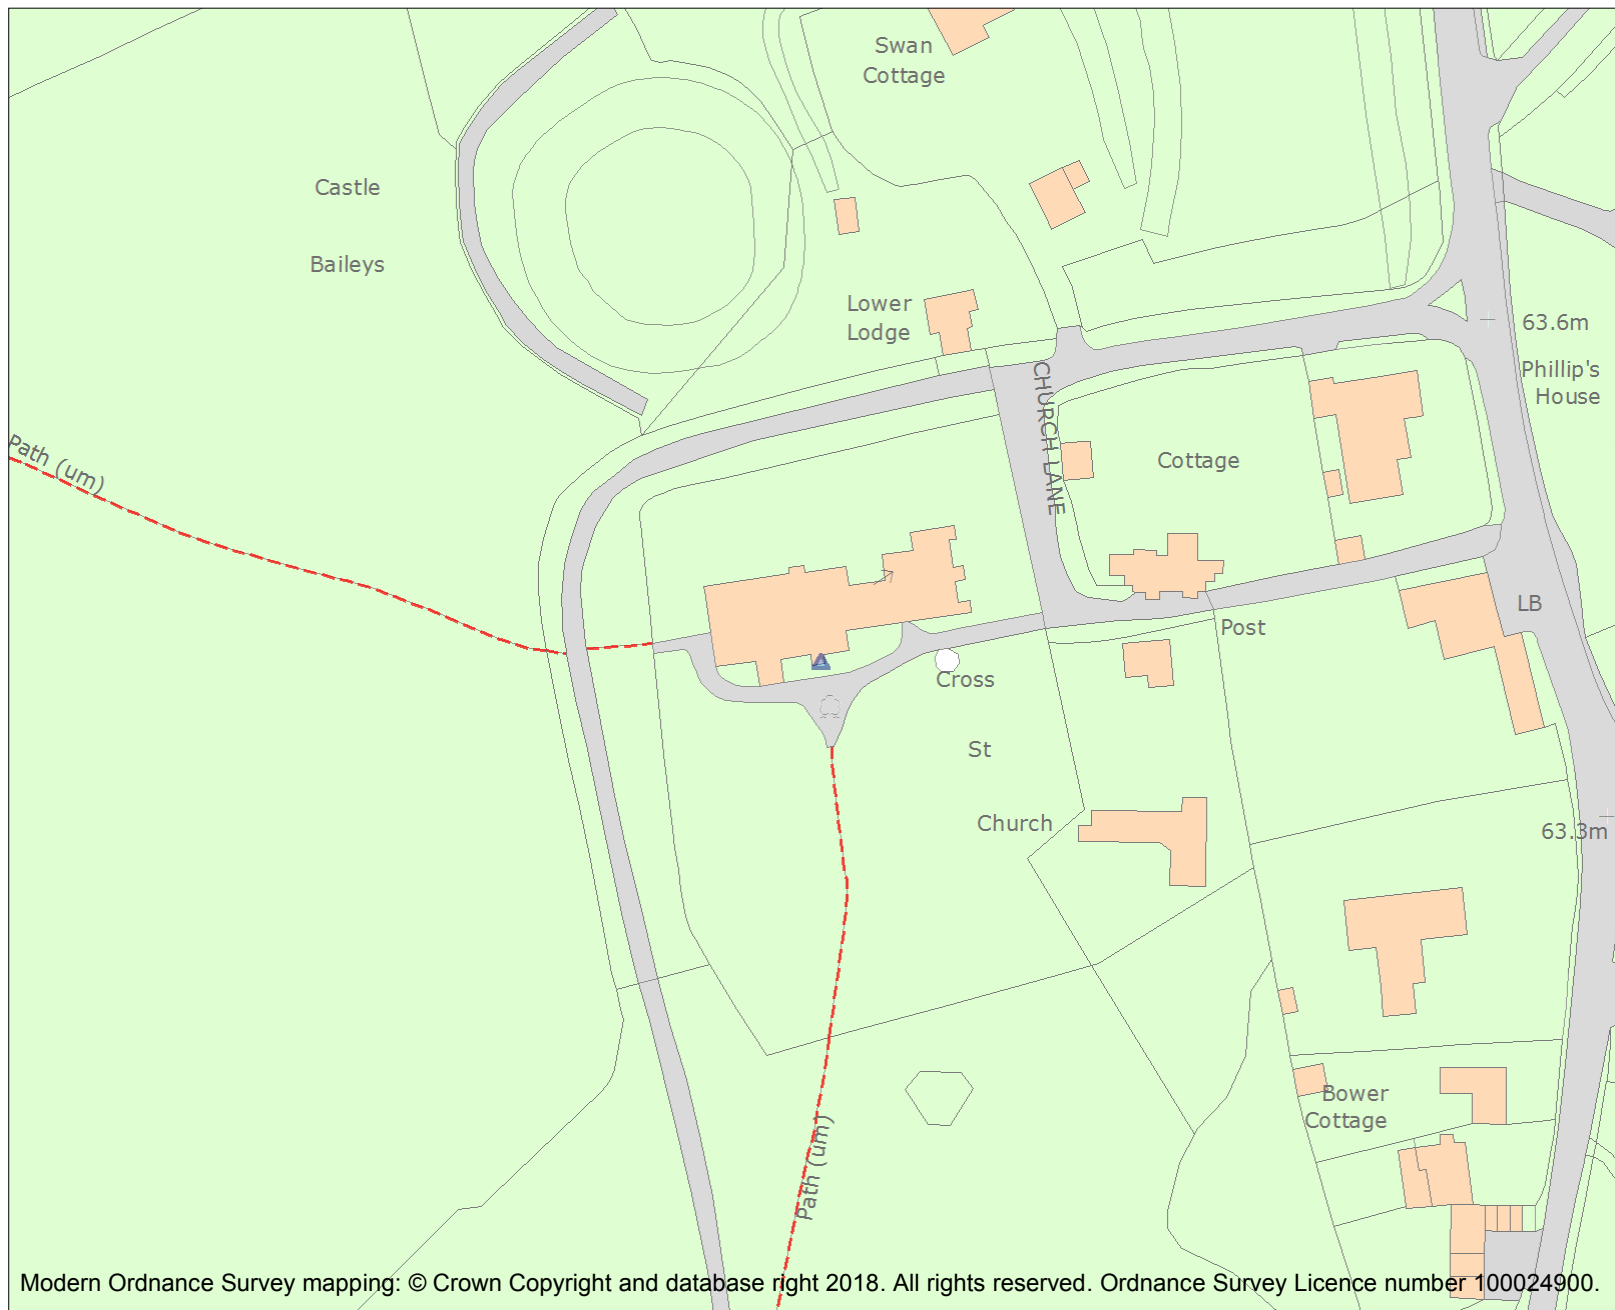 Swan
Cottage
Castle
Baileys
Lower
Lodge
63.6m
Phillip's
House
CHURCH LANE
Path (um)
Cottage
LB
Post
Cross
St
Church
63.3m
Bower
Cottage
Path (um)
Modern Ordnance Survey mapping: © Crown Copyright and database right 2018. All rights reserved. Ordnance Survey Licence number 100024900.